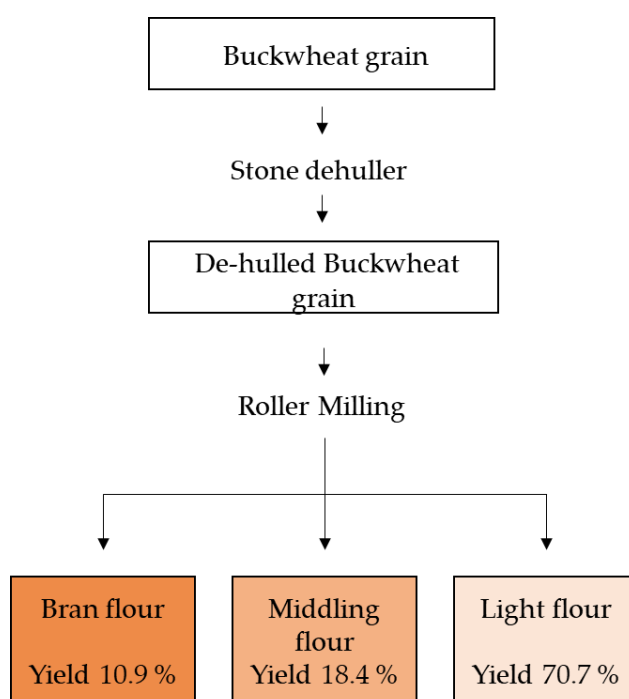 Buckwheat grain
Stone dehuller
De-hulled Buckwheat
grain
Roller Milling
Bran flour
Yield 10.9 %
Middling
flour
Yield 18.4 %
Light flour
Yield 70.7 %